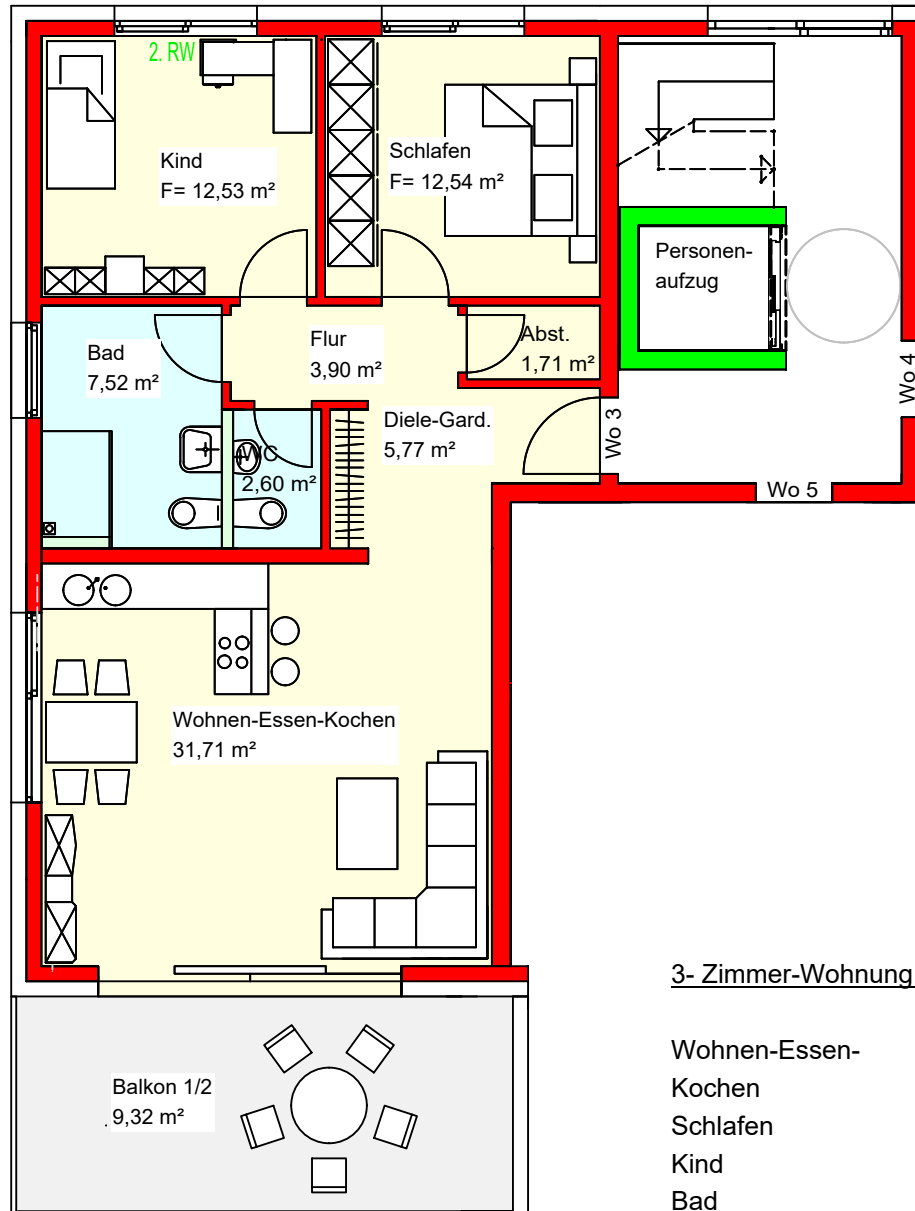 2. RW
Kind
F= 12,53 m²
Schlafen
F= 12,54 m²
Personen-
aufzug
Bad
7,52 m²
Flur
3,90 m²
Abst.
1,71 m²
Wo 4
Diele-Gard.
5,77 m²
Wo 3
WC
2,60 m²
Wo 5
Wohnen-Essen-Kochen
31,71 m²
Balkon 1/2
9,32 m²
3- Zimmer-Wohnung
Wohnen-Essen-
Kochen
Schlafen
Kind
Bad